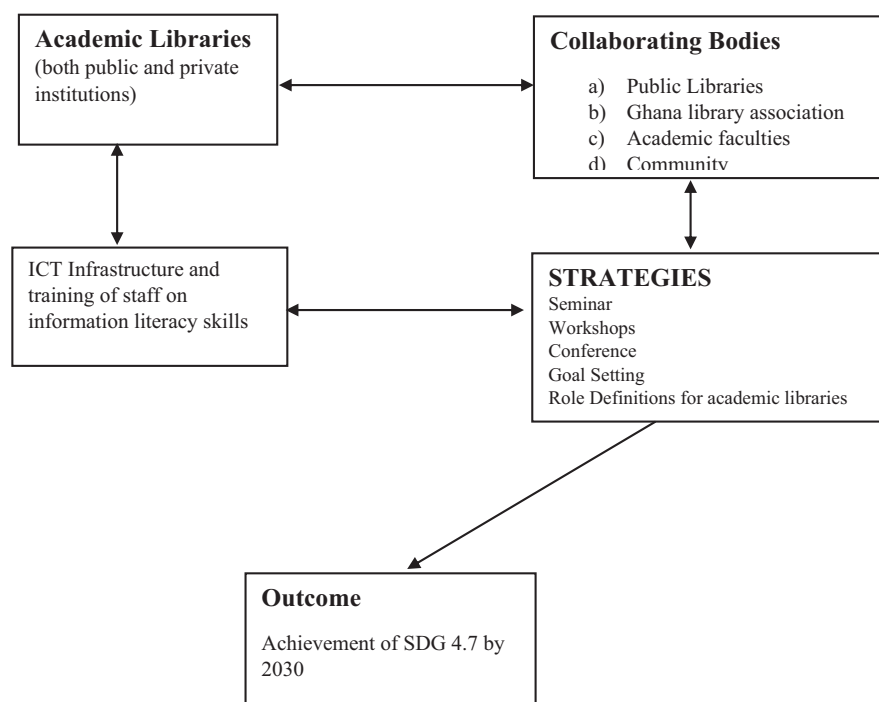 Academic Libraries
(both public and private
institutions)
Collaborating Bodies
a) Public Libraries
b) Ghana library association
c) Academic faculties
d) Community
ICT Infrastructure and
training of staff on
information literacy skills
STRATEGIES
Seminar
Workshops
Conference
Goal Setting
Role Definitions for academic libraries
Outcome
Achievement of SDG 4.7 by
2030